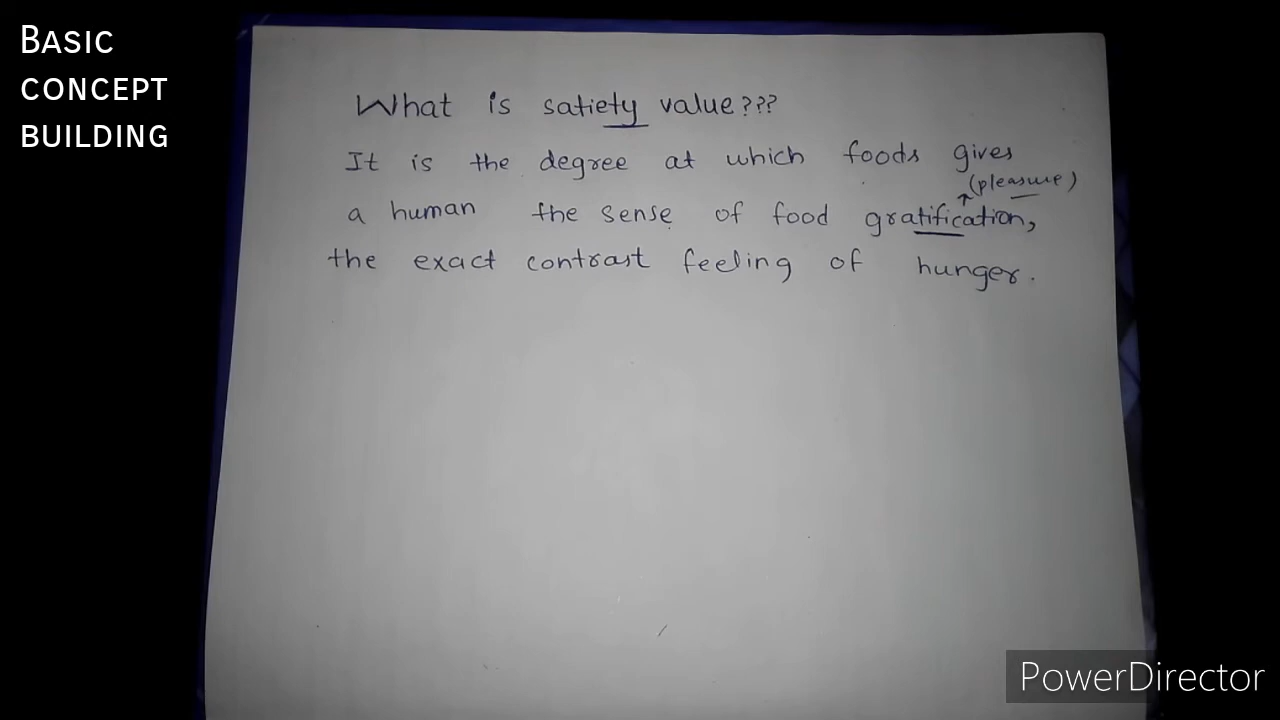 BASIC
CONCEPT
BUILDING
What is satiety value???
It is the degree at which foods gives
(pleasure)
a human the sense of food gratification,
the exact contrast feeling of hunger.
PowerDirector